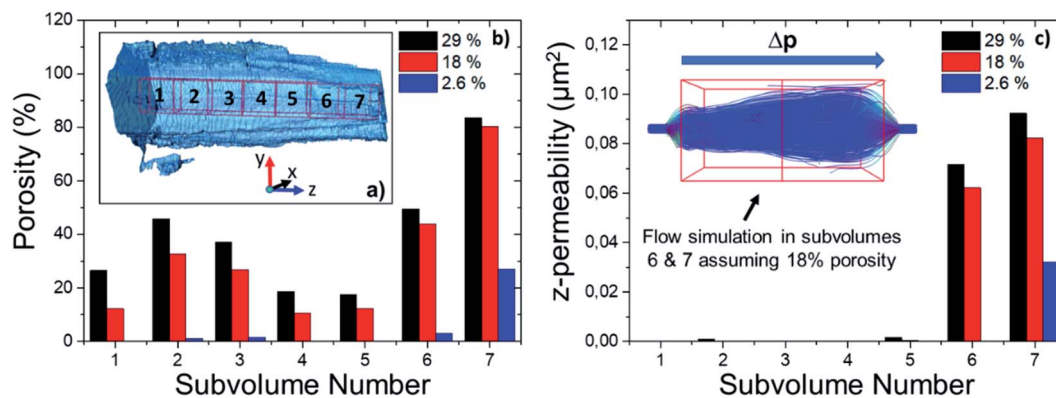 120
100
80
60
40
20
0
Porosity (%)
1 2 3 4 5 6 7
Subvolume Number
b)
29 %
18 %
2.6 %
1 2 3 4 5 6 7
y
x
z
a)
0,12
0,10
0,08
0,06
0,04
0,02
0,00
z-permeability (µm²)
1 2 3 4 5 6 7
Subvolume Number
c)
29 %
18 %
2.6 %
Δp
Flow simulation in subvolumes
6 & 7 assuming 18% porosity